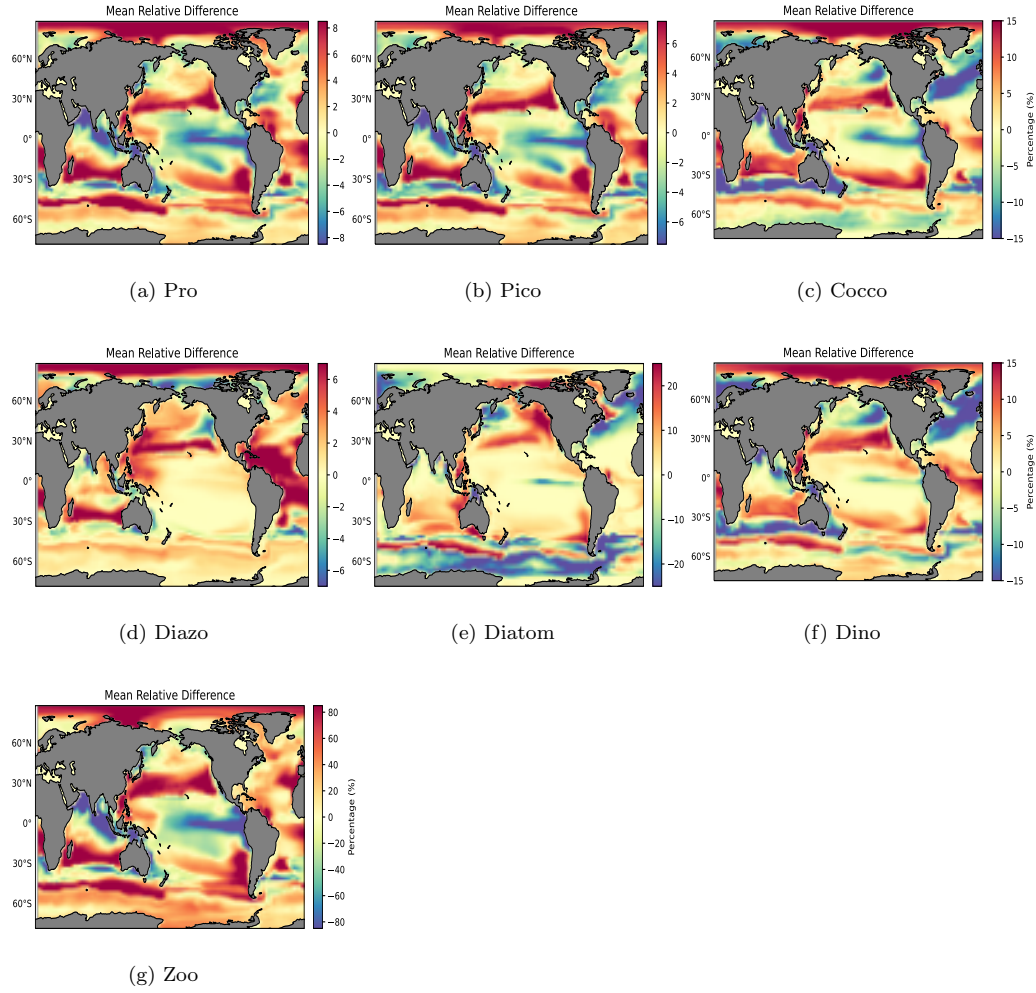 Mean Relative Difference Mean Relative Difference Mean Relative Difference
60°N 30°N 0° 30°S 60°S 8 6 4 2 0 −2 −4 −6 −8
60°N 30°N 0° 30°S 60°S 6 4 2 0 −2 −4 −6
60°N 30°N 0° 30°S 60°S 15 10 5 0 −5 −10 −15 Percentage (%)
(a) Pro (b) Pico (c) Cocco
Mean Relative Difference Mean Relative Difference Mean Relative Difference
60°N 30°N 0° 30°S 60°S 6 4 2 0 −2 −4 −6
60°N 30°N 0° 30°S 60°S 20 10 0 −10 −20
60°N 30°N 0° 30°S 60°S 15 10 5 0 −5 −10 −15 Percentage (%)
(d) Diazo (e) Diatom (f) Dino
Mean Relative Difference
60°N 30°N 0° 30°S 60°S 80 60 40 20 0 −20 −40 −60 −80 Percentage (%)
(g) Zoo